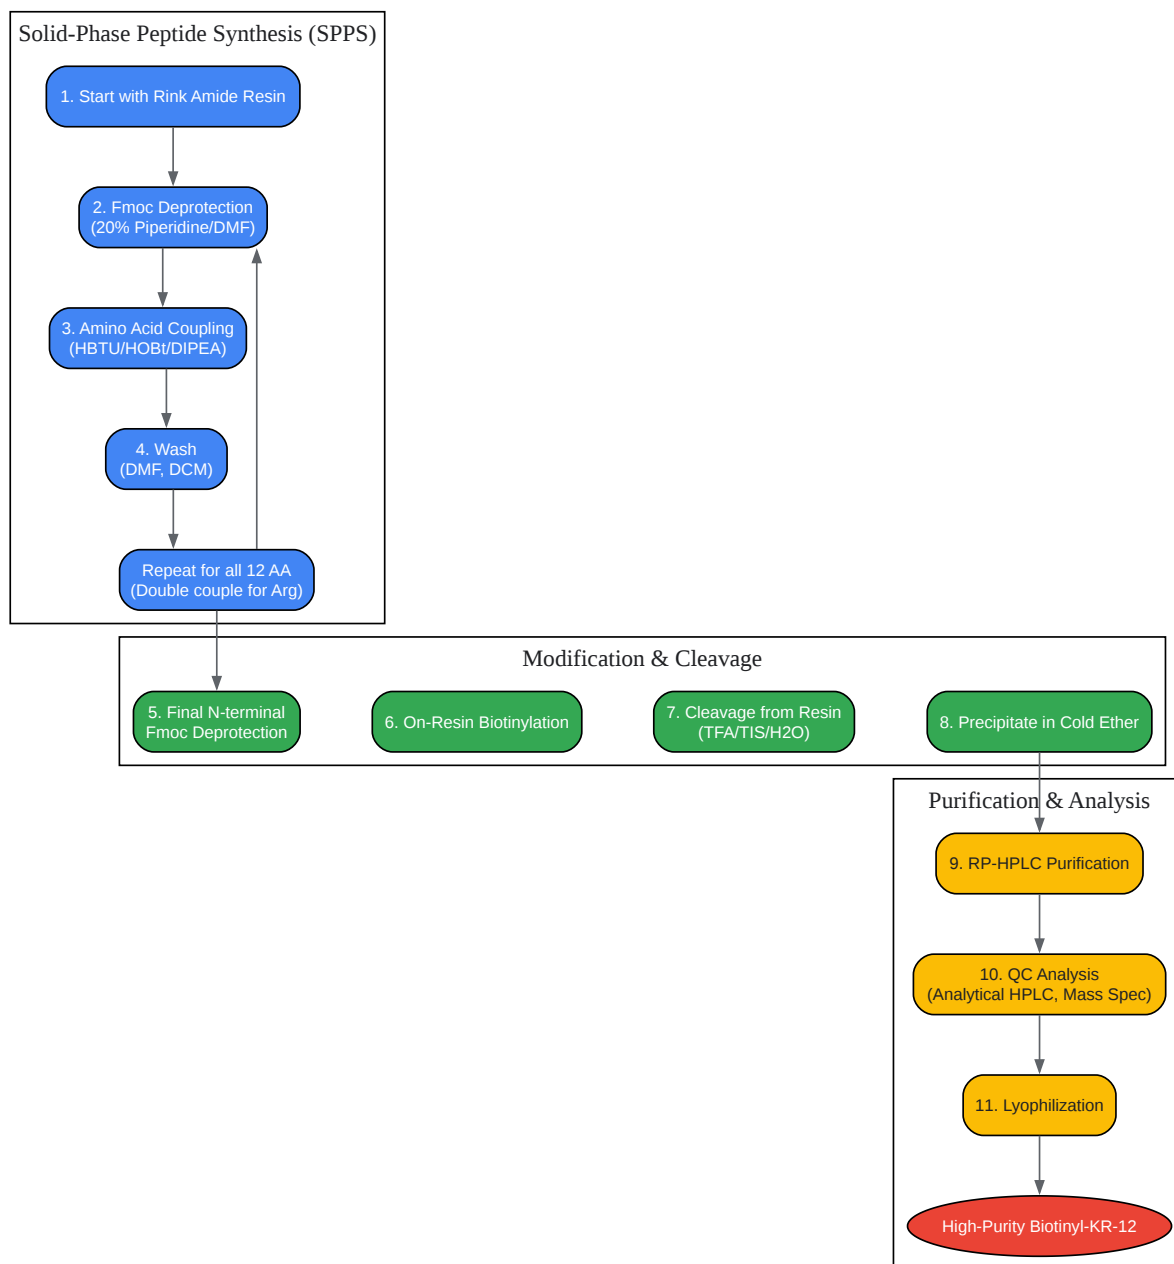 Solid-Phase Peptide Synthesis (SPPS)
1. Start with Rink Amide Resin
2. Fmoc Deprotection
(20% Piperidine/DMF)
3. Amino Acid Coupling
(HBTU/HOBt/DIPEA)
4. Wash
(DMF, DCM)
Repeat for all 12 AA
(Double couple for Arg)
Modification & Cleavage
5. Final N-terminal
Fmoc Deprotection
6. On-Resin Biotinylation
7. Cleavage from Resin
(TFA/TIS/H2O)
8. Precipitate in Cold Ether
Purification & Analysis
9. RP-HPLC Purification
10. QC Analysis
(Analytical HPLC, Mass Spec)
11. Lyophilization
High-Purity Biotinyl-KR-12